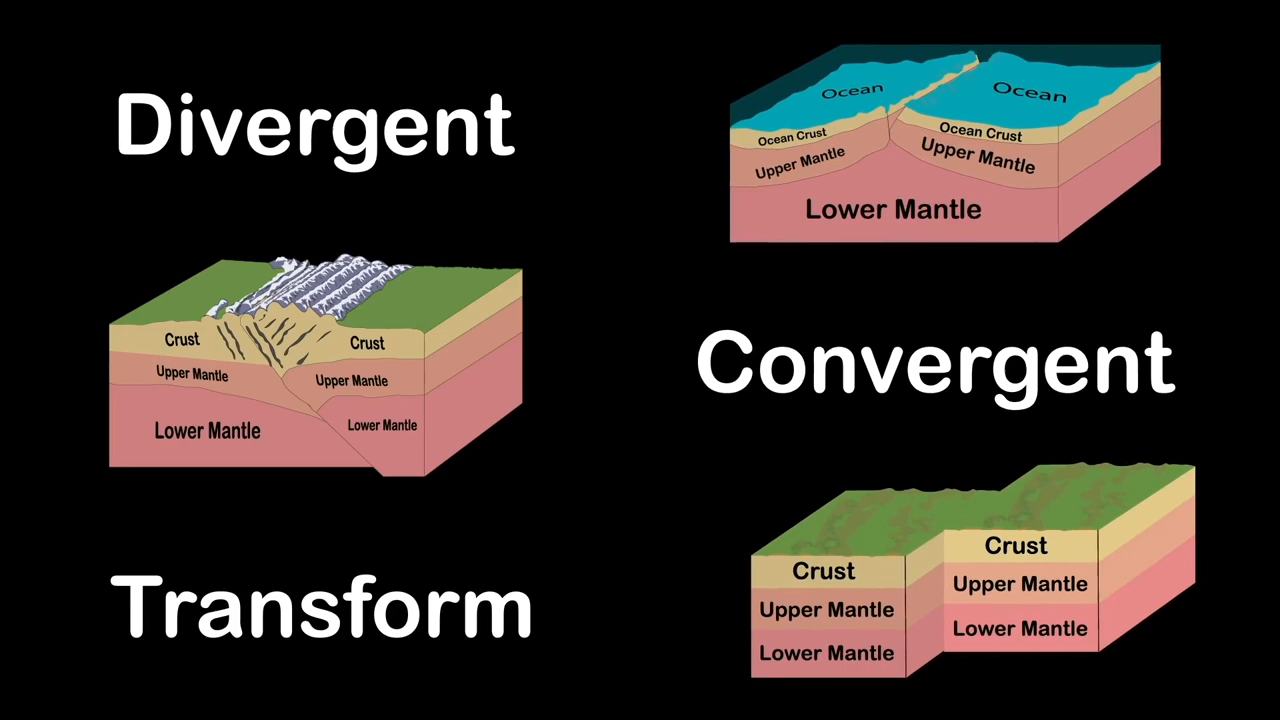 Divergent
Ocean
Ocean
Ocean Crust
Ocean Crust
Upper Mantle
Upper Mantle
Lower Mantle
Crust
Crust
Upper Mantle
Upper Mantle
Lower Mantle
Lower Mantle
Convergent
Transform
Crust
Crust
Upper Mantle
Upper Mantle
Lower Mantle
Lower Mantle